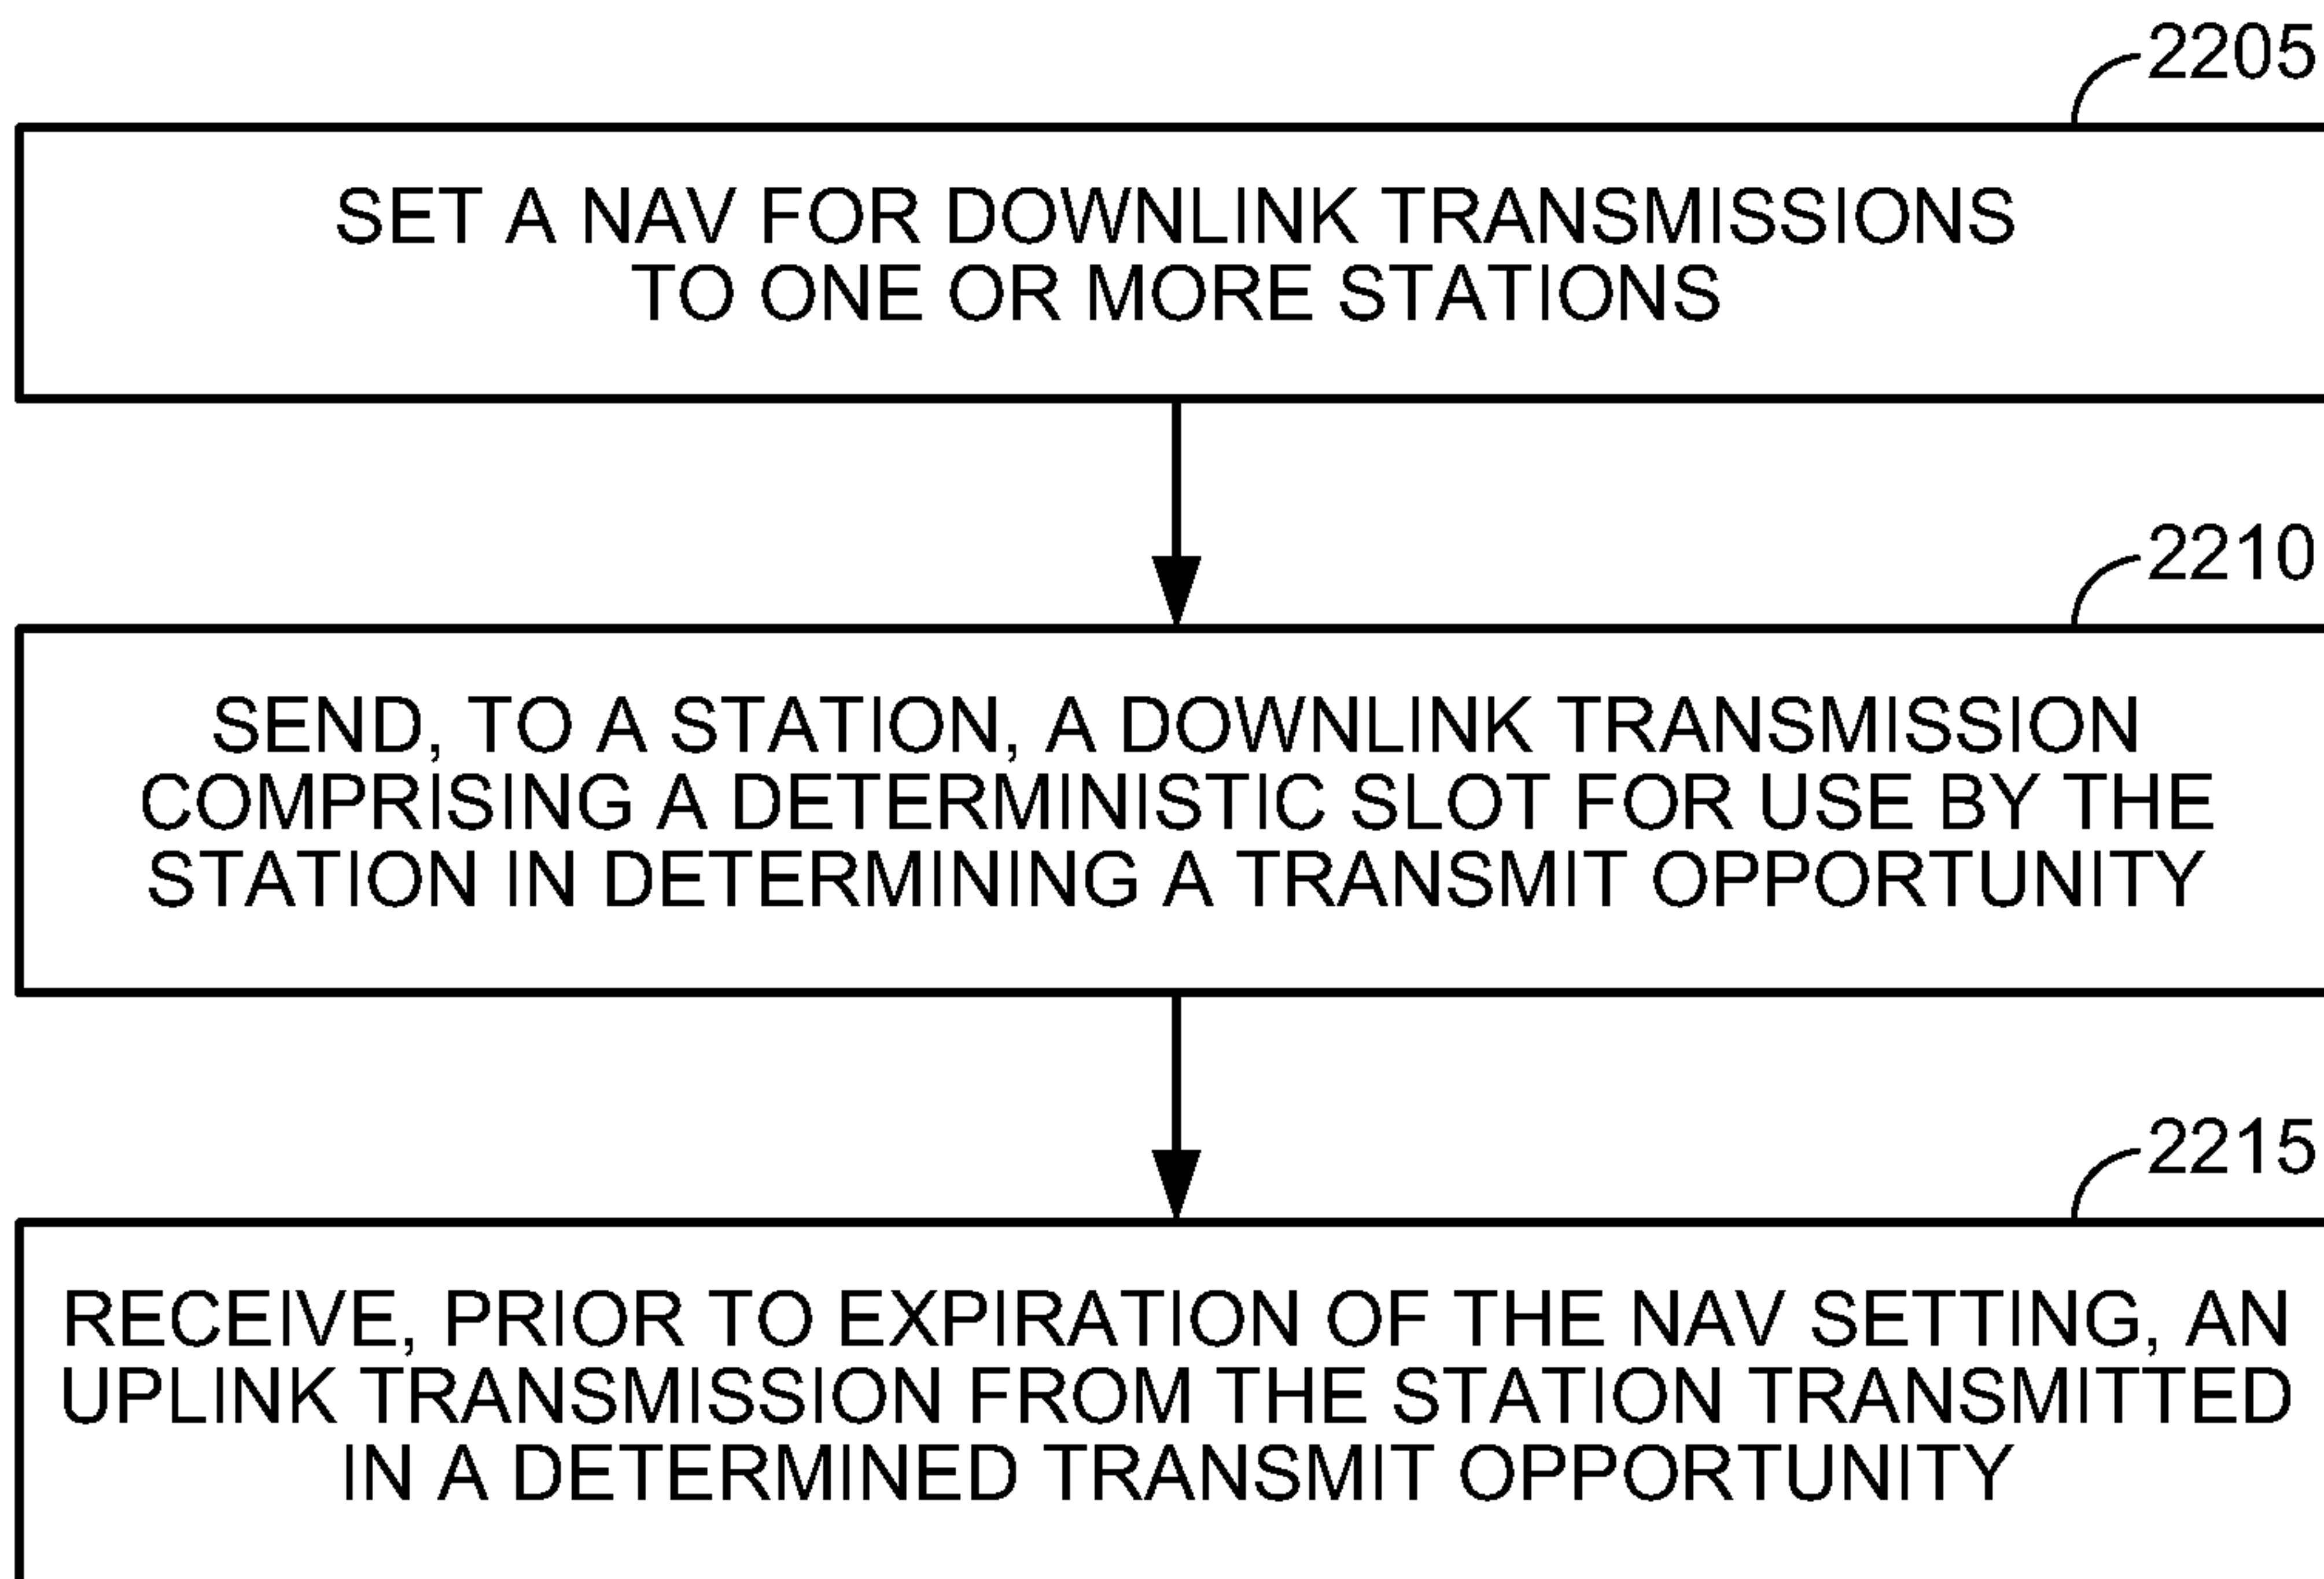 2205
SET A NAV FOR DOWNLINK TRANSMISSIONS
TO ONE OR MORE STATIONS
2210
SEND, TO A STATION, A DOWNLINK TRANSMISSION
COMPRISING A DETERMINISTIC SLOT FOR USE BY THE
STATION IN DETERMINING A TRANSMIT OPPORTUNITY
2215
RECEIVE, PRIOR TO EXPIRATION OF THE NAV SETTING, AN
UPLINK TRANSMISSION FROM THE STATION TRANSMITTED
IN A DETERMINED TRANSMIT OPPORTUNITY